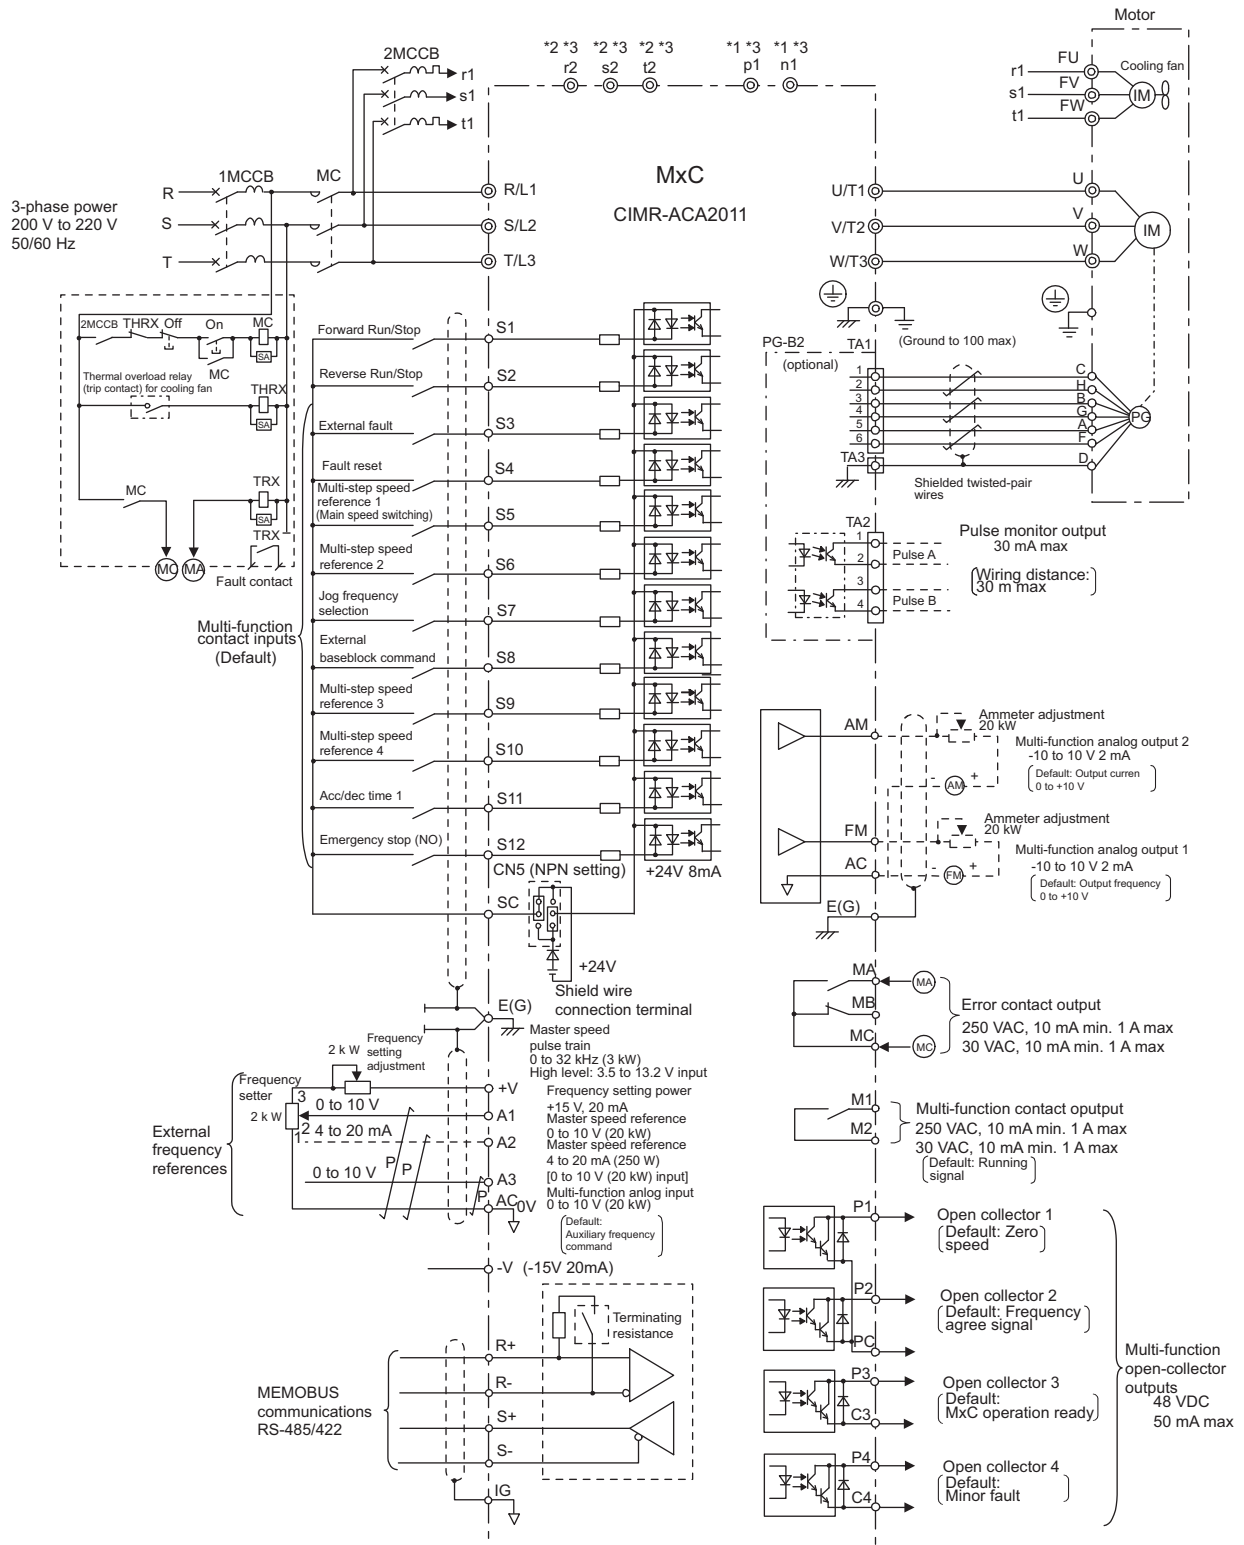 Motor
*2 *3
*2 *3
*2 *3
*1 *3
*1 *3
r2
s2
t2
p1
n1
2MCCB
r1
s1
t1
FU
Cooling fan
r1
FV
IM
s1
FW
t1
1MCCB
MC
MxC
CIMR-ACA2011
3-phase power
200 V to 220 V
50/60 Hz
R
S
T
R/L1
S/L2
T/L3
U/T1
V/T2
W/T3
U
V
W
IM
2MCCB
THRX
Off
On
MC
SA
MC
Thermal overload relay
(trip contact) for cooling fan
THRX
SA
MC
TRX
SA
TRX
MC
MA
Fault contact
(Ground to 100 max)
PG-B2
(optional)
TA1
1
2
3
4
5
6
C
H
B
G
A
F
D
PG
TA3
Shielded twisted-pair
wires
TA2
1
2
3
4
Pulse A
Pulse B
Pulse monitor output
30 mA max
(Wiring distance:)
30 m max
Multi-function
contact inputs
(Default)
Forward Run/Stop
S1
Reverse Run/Stop
S2
External fault
S3
Fault reset
S4
Multi-step speed
reference 1
(Main speed switching)
S5
Multi-step speed
reference 2
S6
Jog frequency
selection
S7
External
baseblock command
S8
Multi-step speed
reference 3
S9
Multi-step speed
reference 4
S10
Acc/dec time 1
S11
Emergency stop (NO)
S12
CN5 (NPN setting)
+24V 8mA
SC
+24V
Shield wire
connection terminal
E(G)
AM
Ammeter adjustment
20 kW
Multi-function analog output 2
-10 to 10 V 2 mA
Default: Output curren
0 to +10 V
- AM +
FM
Ammeter adjustment
20 kW
Multi-function analog output 1
-10 to 10 V 2 mA
Default: Output frequency
0 to +10 V
AC
- FM +
E(G)
MA
MA
MB
MC
MC
Error contact output
250 VAC, 10 mA min. 1 A max
30 VAC, 10 mA min. 1 A max
M1
M2
Multi-function contact oputput
250 VAC, 10 mA min. 1 A max
30 VAC, 10 mA min. 1 A max
Default: Running
signal
External
frequency
references
Frequency
setter
2 k W
Frequency
setting
adjustment
2 k W
3
2
1
0 to 10 V
4 to 20 mA
0 to 10 V
P
P
P
+V
A1
A2
A3
AC
0V
Master speed
pulse train
0 to 32 kHz (3 kW)
High level: 3.5 to 13.2 V input
Frequency setting power
+15 V, 20 mA
Master speed reference
0 to 10 V (20 kW)
Master speed reference
4 to 20 mA (250 W)
[0 to 10 V (20 kW) input]
Multi-function anlog input
0 to 10 V (20 kW)
Default:
Auxiliary frequency
command
-V (-15V 20mA)
Terminating
resistance
MEMOBUS
communications
RS-485/422
R+
R-
S+
S-
IG
P1
Open collector 1
Default: Zero
speed
P2
Open collector 2
Default: Frequency
agree signal
PC
P3
Open collector 3
Default:
MxC operation ready
C3
P4
Open collector 4
Default:
Minor fault
C4
Multi-function
open-collector
outputs
48 VDC
50 mA max